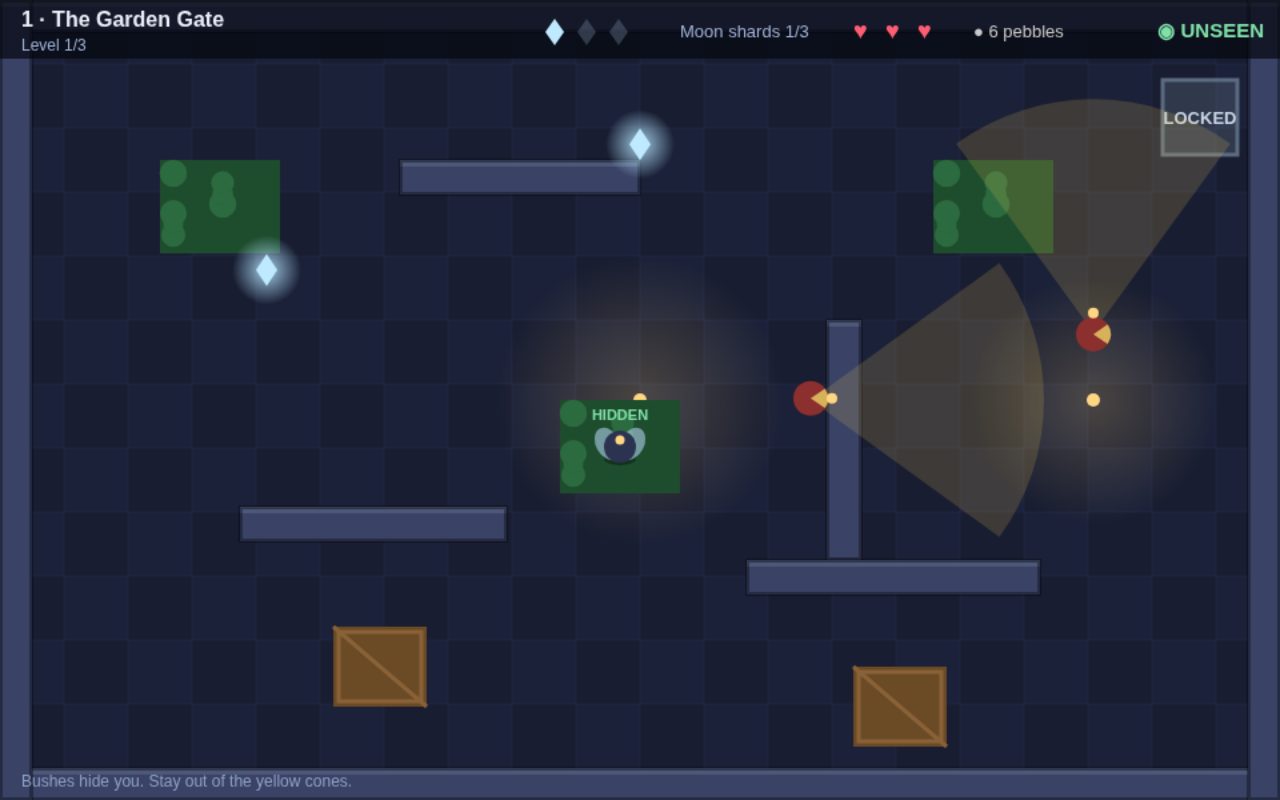 1 · The Garden Gate
Level 1/3
Moon shards 1/3
6 pebbles
UNSEEN
LOCKED
HIDDEN
Bushes hide you. Stay out of the yellow cones.